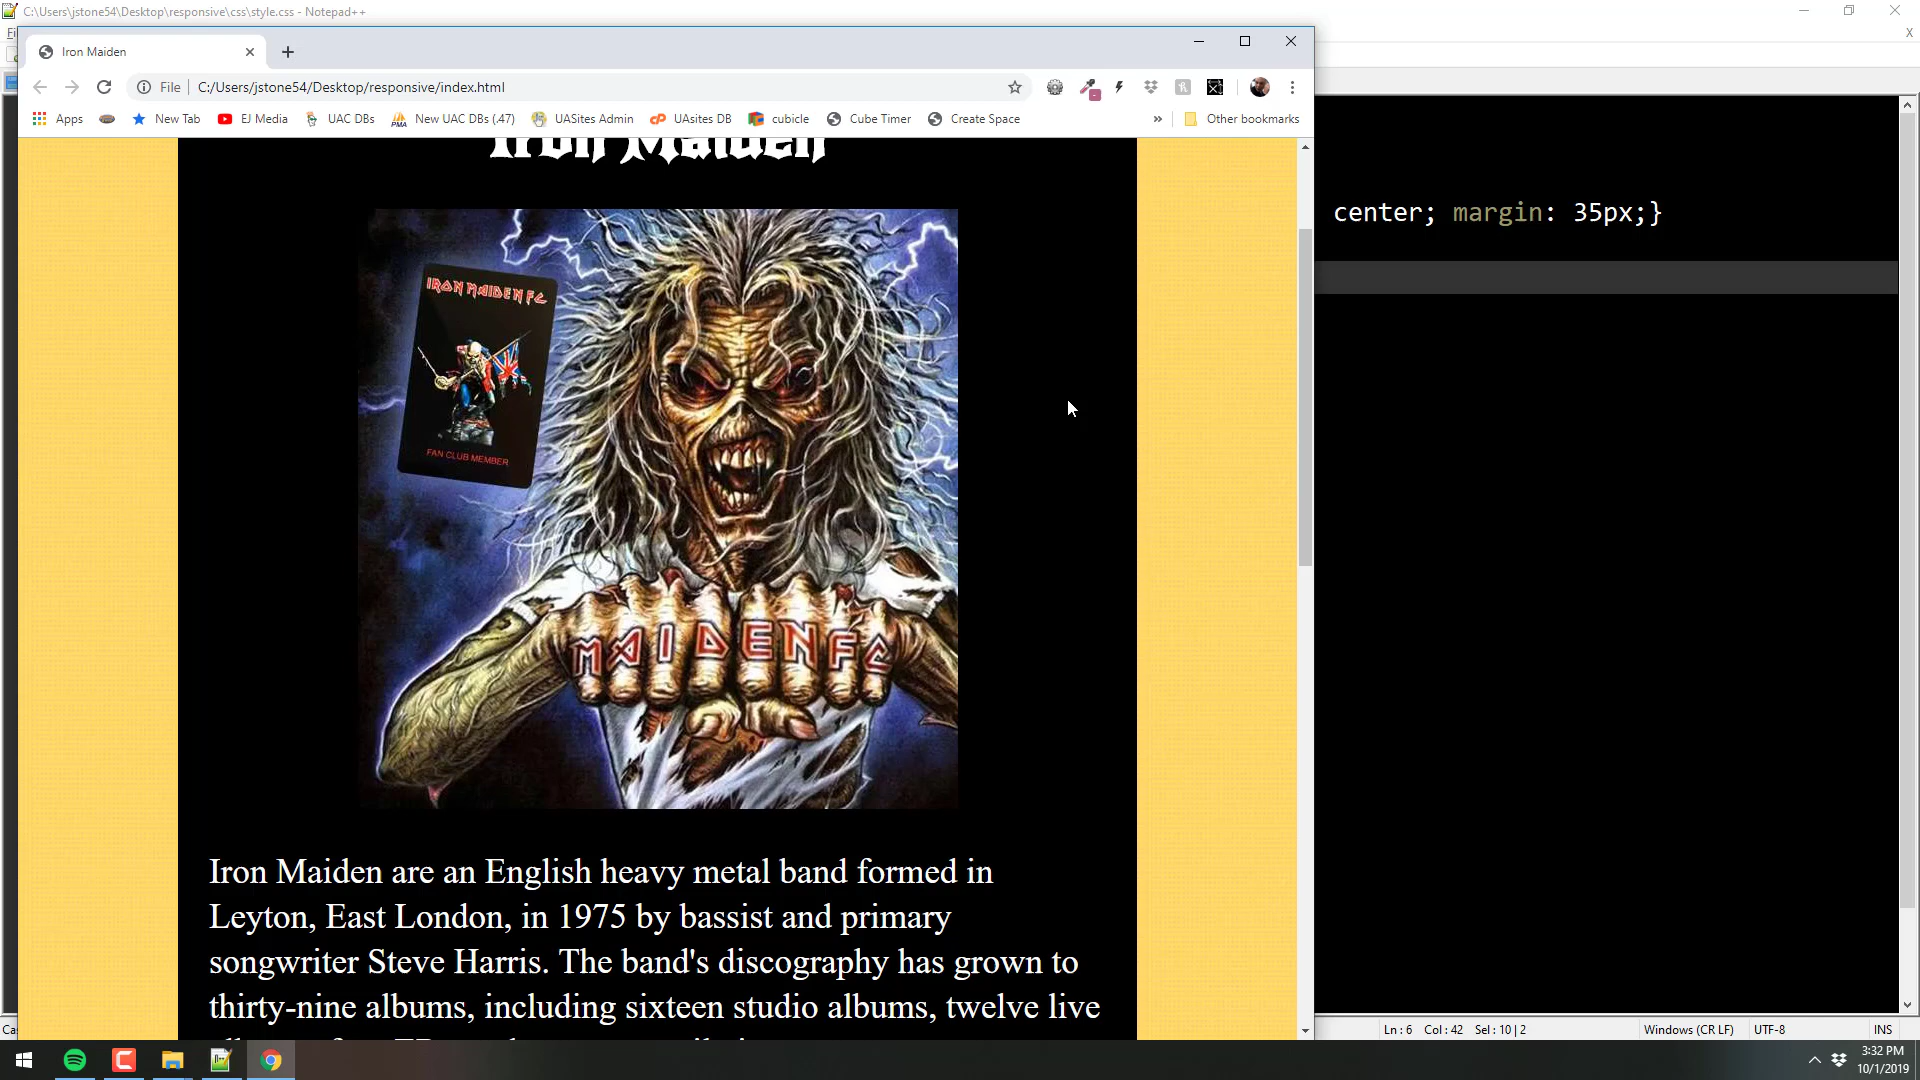 C:\Users\jstone54\Desktop\responsive\css\style.css - Notepad++
Iron Maiden
File C:/Users/jstone54/Desktop/responsive/index.html
Apps New Tab EJ Media UAC DBs New UAC DBs (.47) UASites Admin UAsites DB cubicle Cube Timer Create Space » Other bookmarks
Iron Maiden
center; margin: 35px;}
IRON MAIDEN FC
FAN CLUB MEMBER
MAIDEN FC
Iron Maiden are an English heavy metal band formed in
Leyton, East London, in 1975 by bassist and primary
songwriter Steve Harris. The band's discography has grown to
thirty-nine albums, including sixteen studio albums, twelve live
Ln : 6 Col : 42 Sel : 10 | 2 Windows (CR LF) UTF-8 INS
3:32 PM
10/1/2019